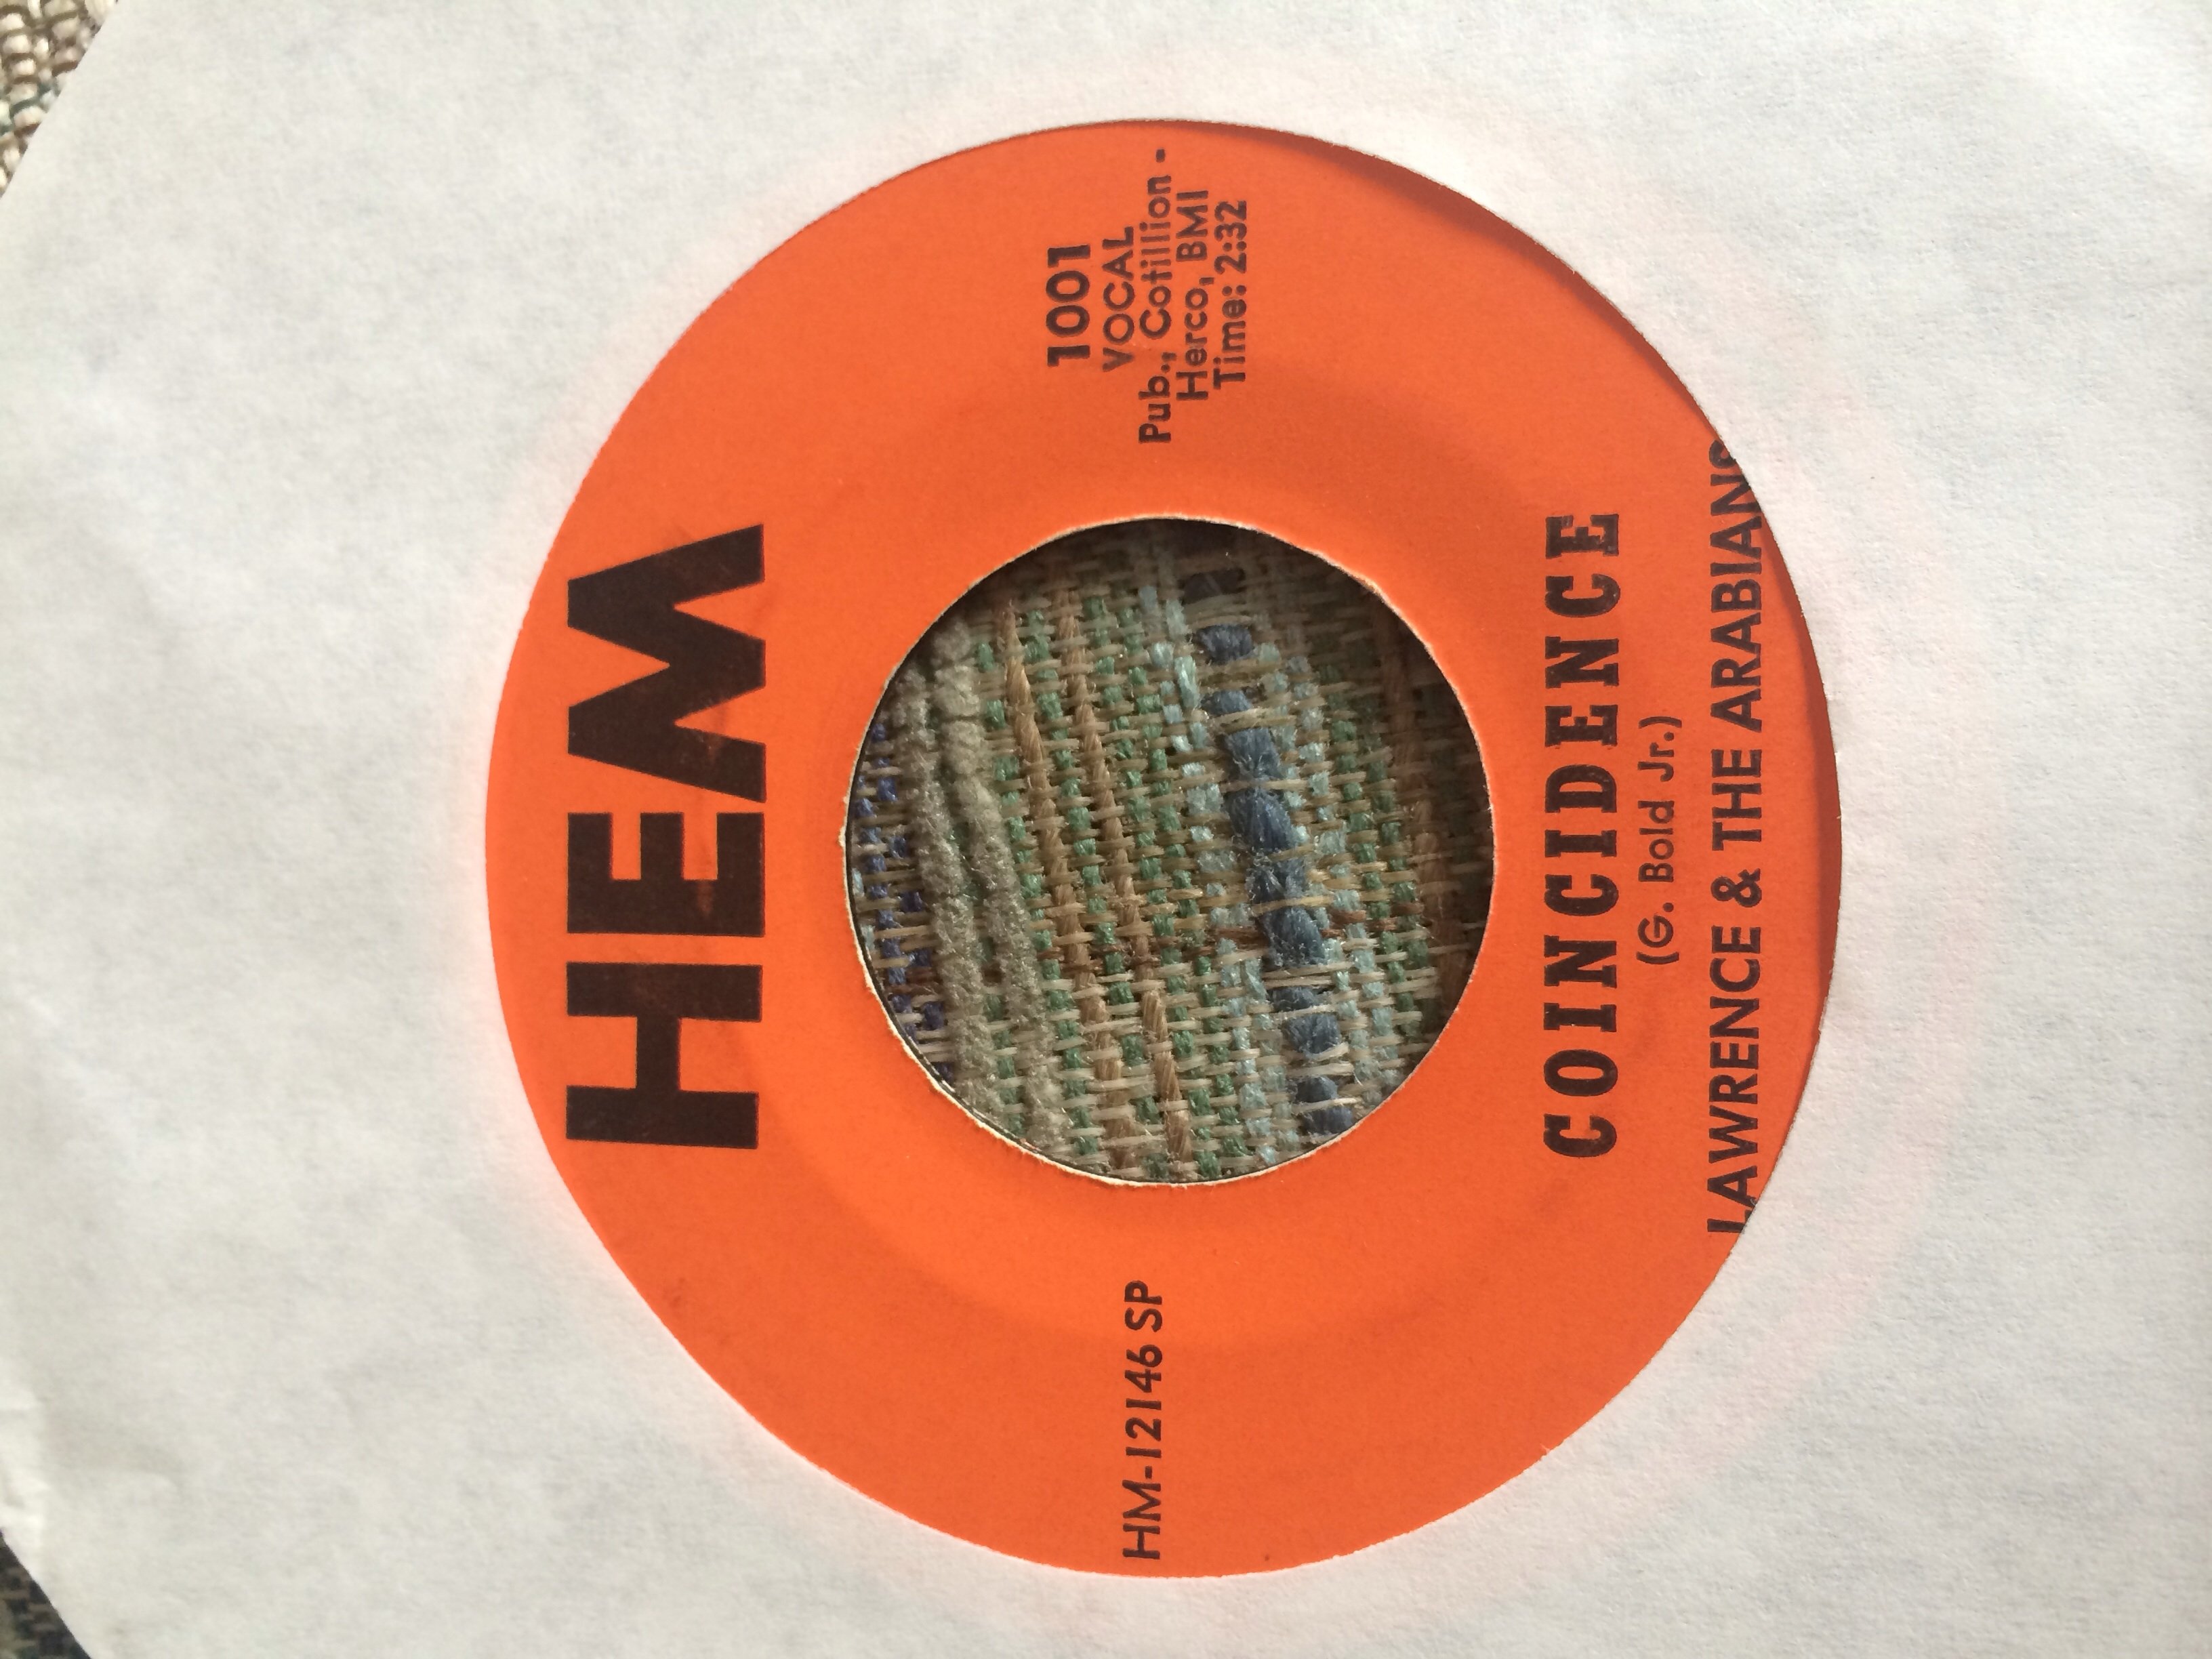 HEM
HM-12146 SP
1001
VOCAL
Pub., Cotillion -
Herco, BMI
Time: 2:32
COINCIDENCE
(G. Bold Jr.)
LAWRENCE & THE ARABIANS